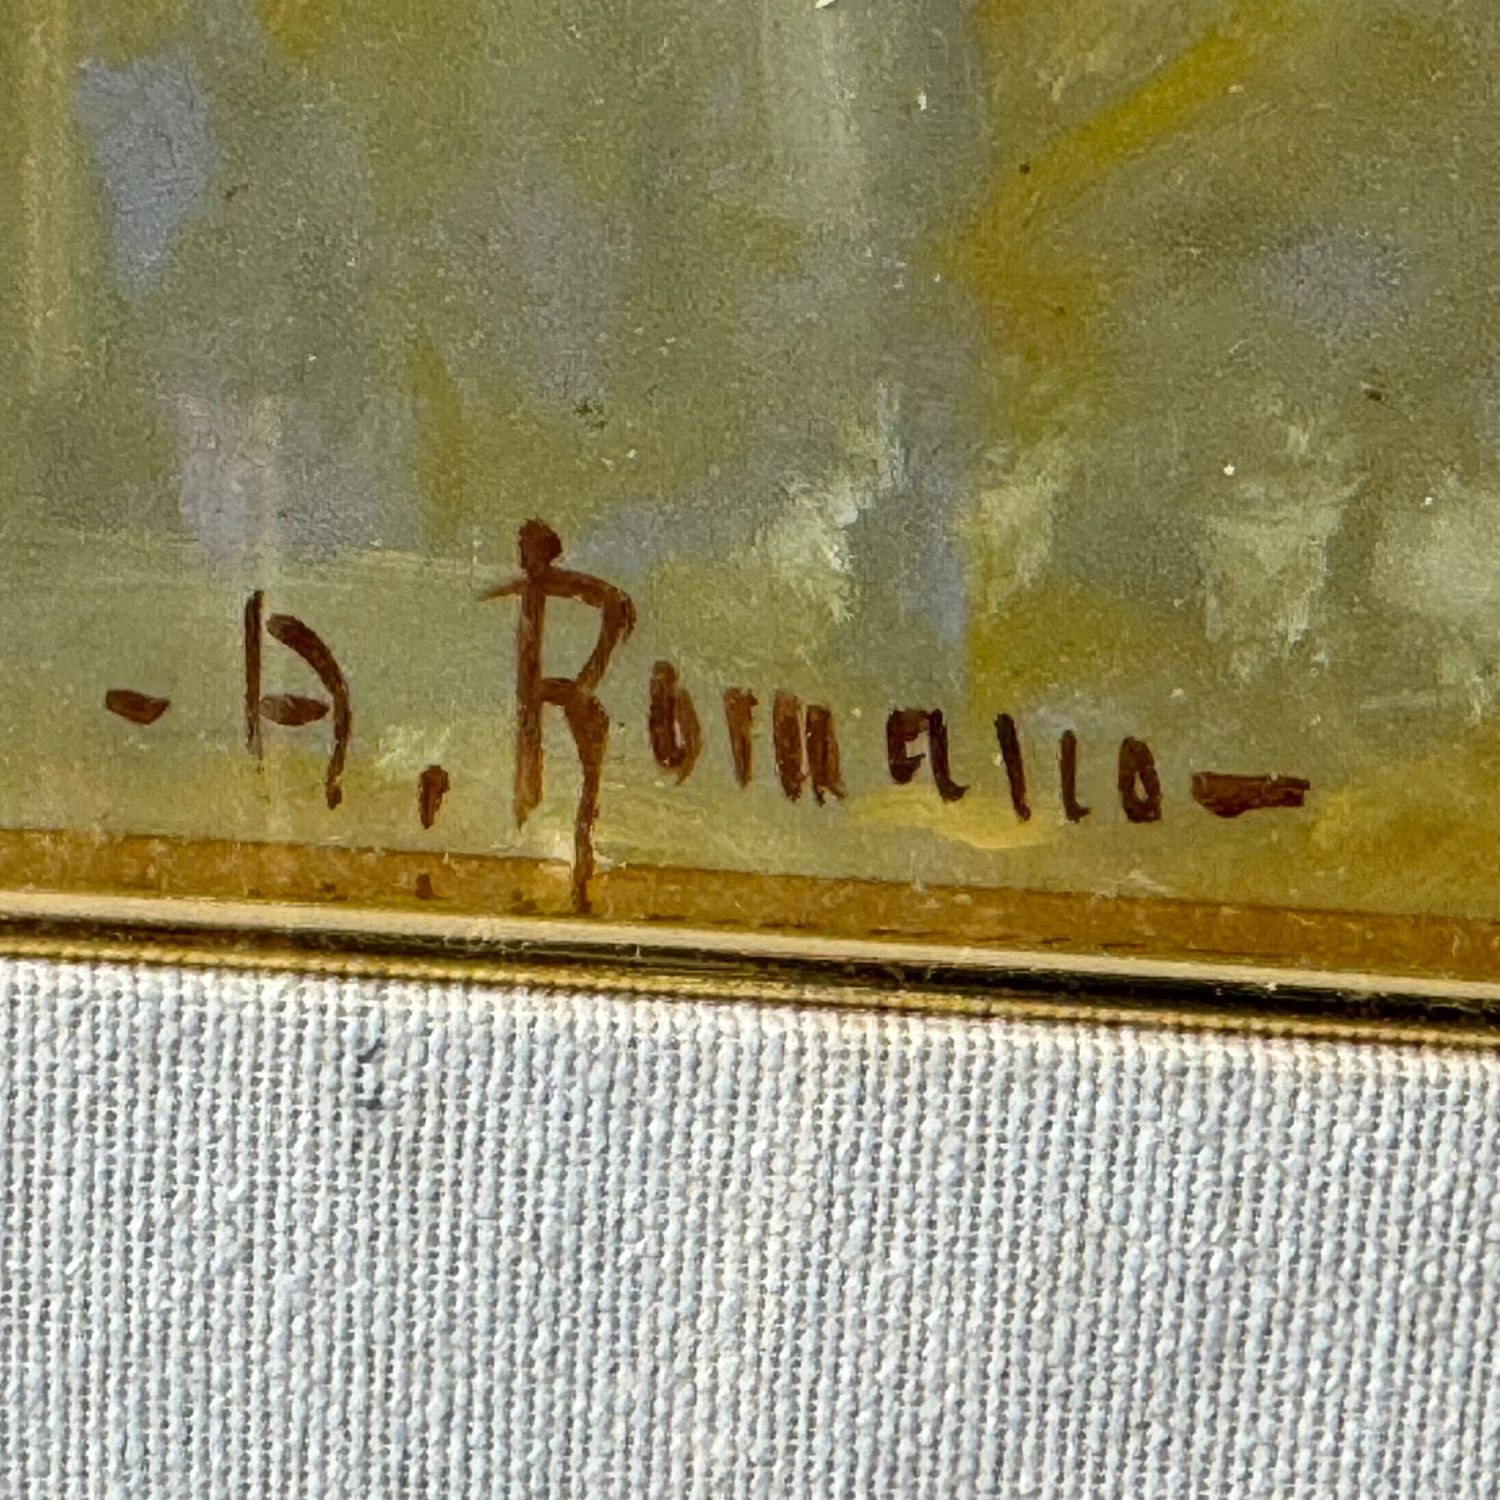 - A. Romano -